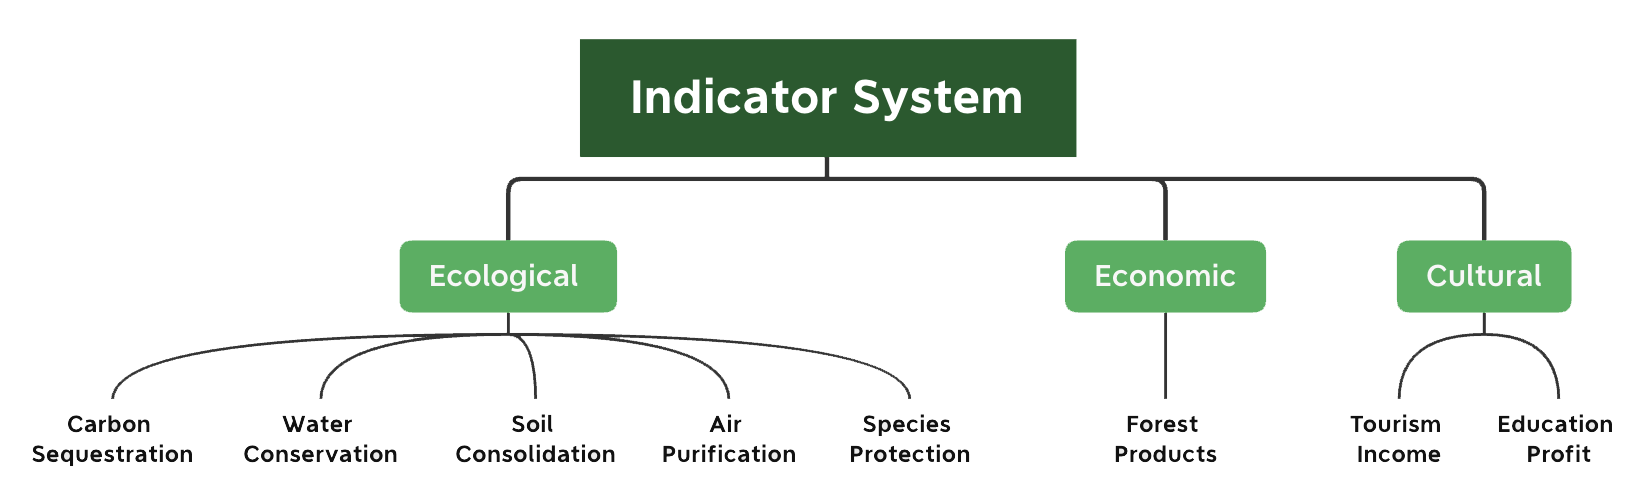 Indicator System
Ecological
Economic
Cultural
Carbon
Sequestration
Water
Conservation
Soil
Consolidation
Air
Purification
Species
Protection
Forest
Products
Tourism
Income
Education
Profit